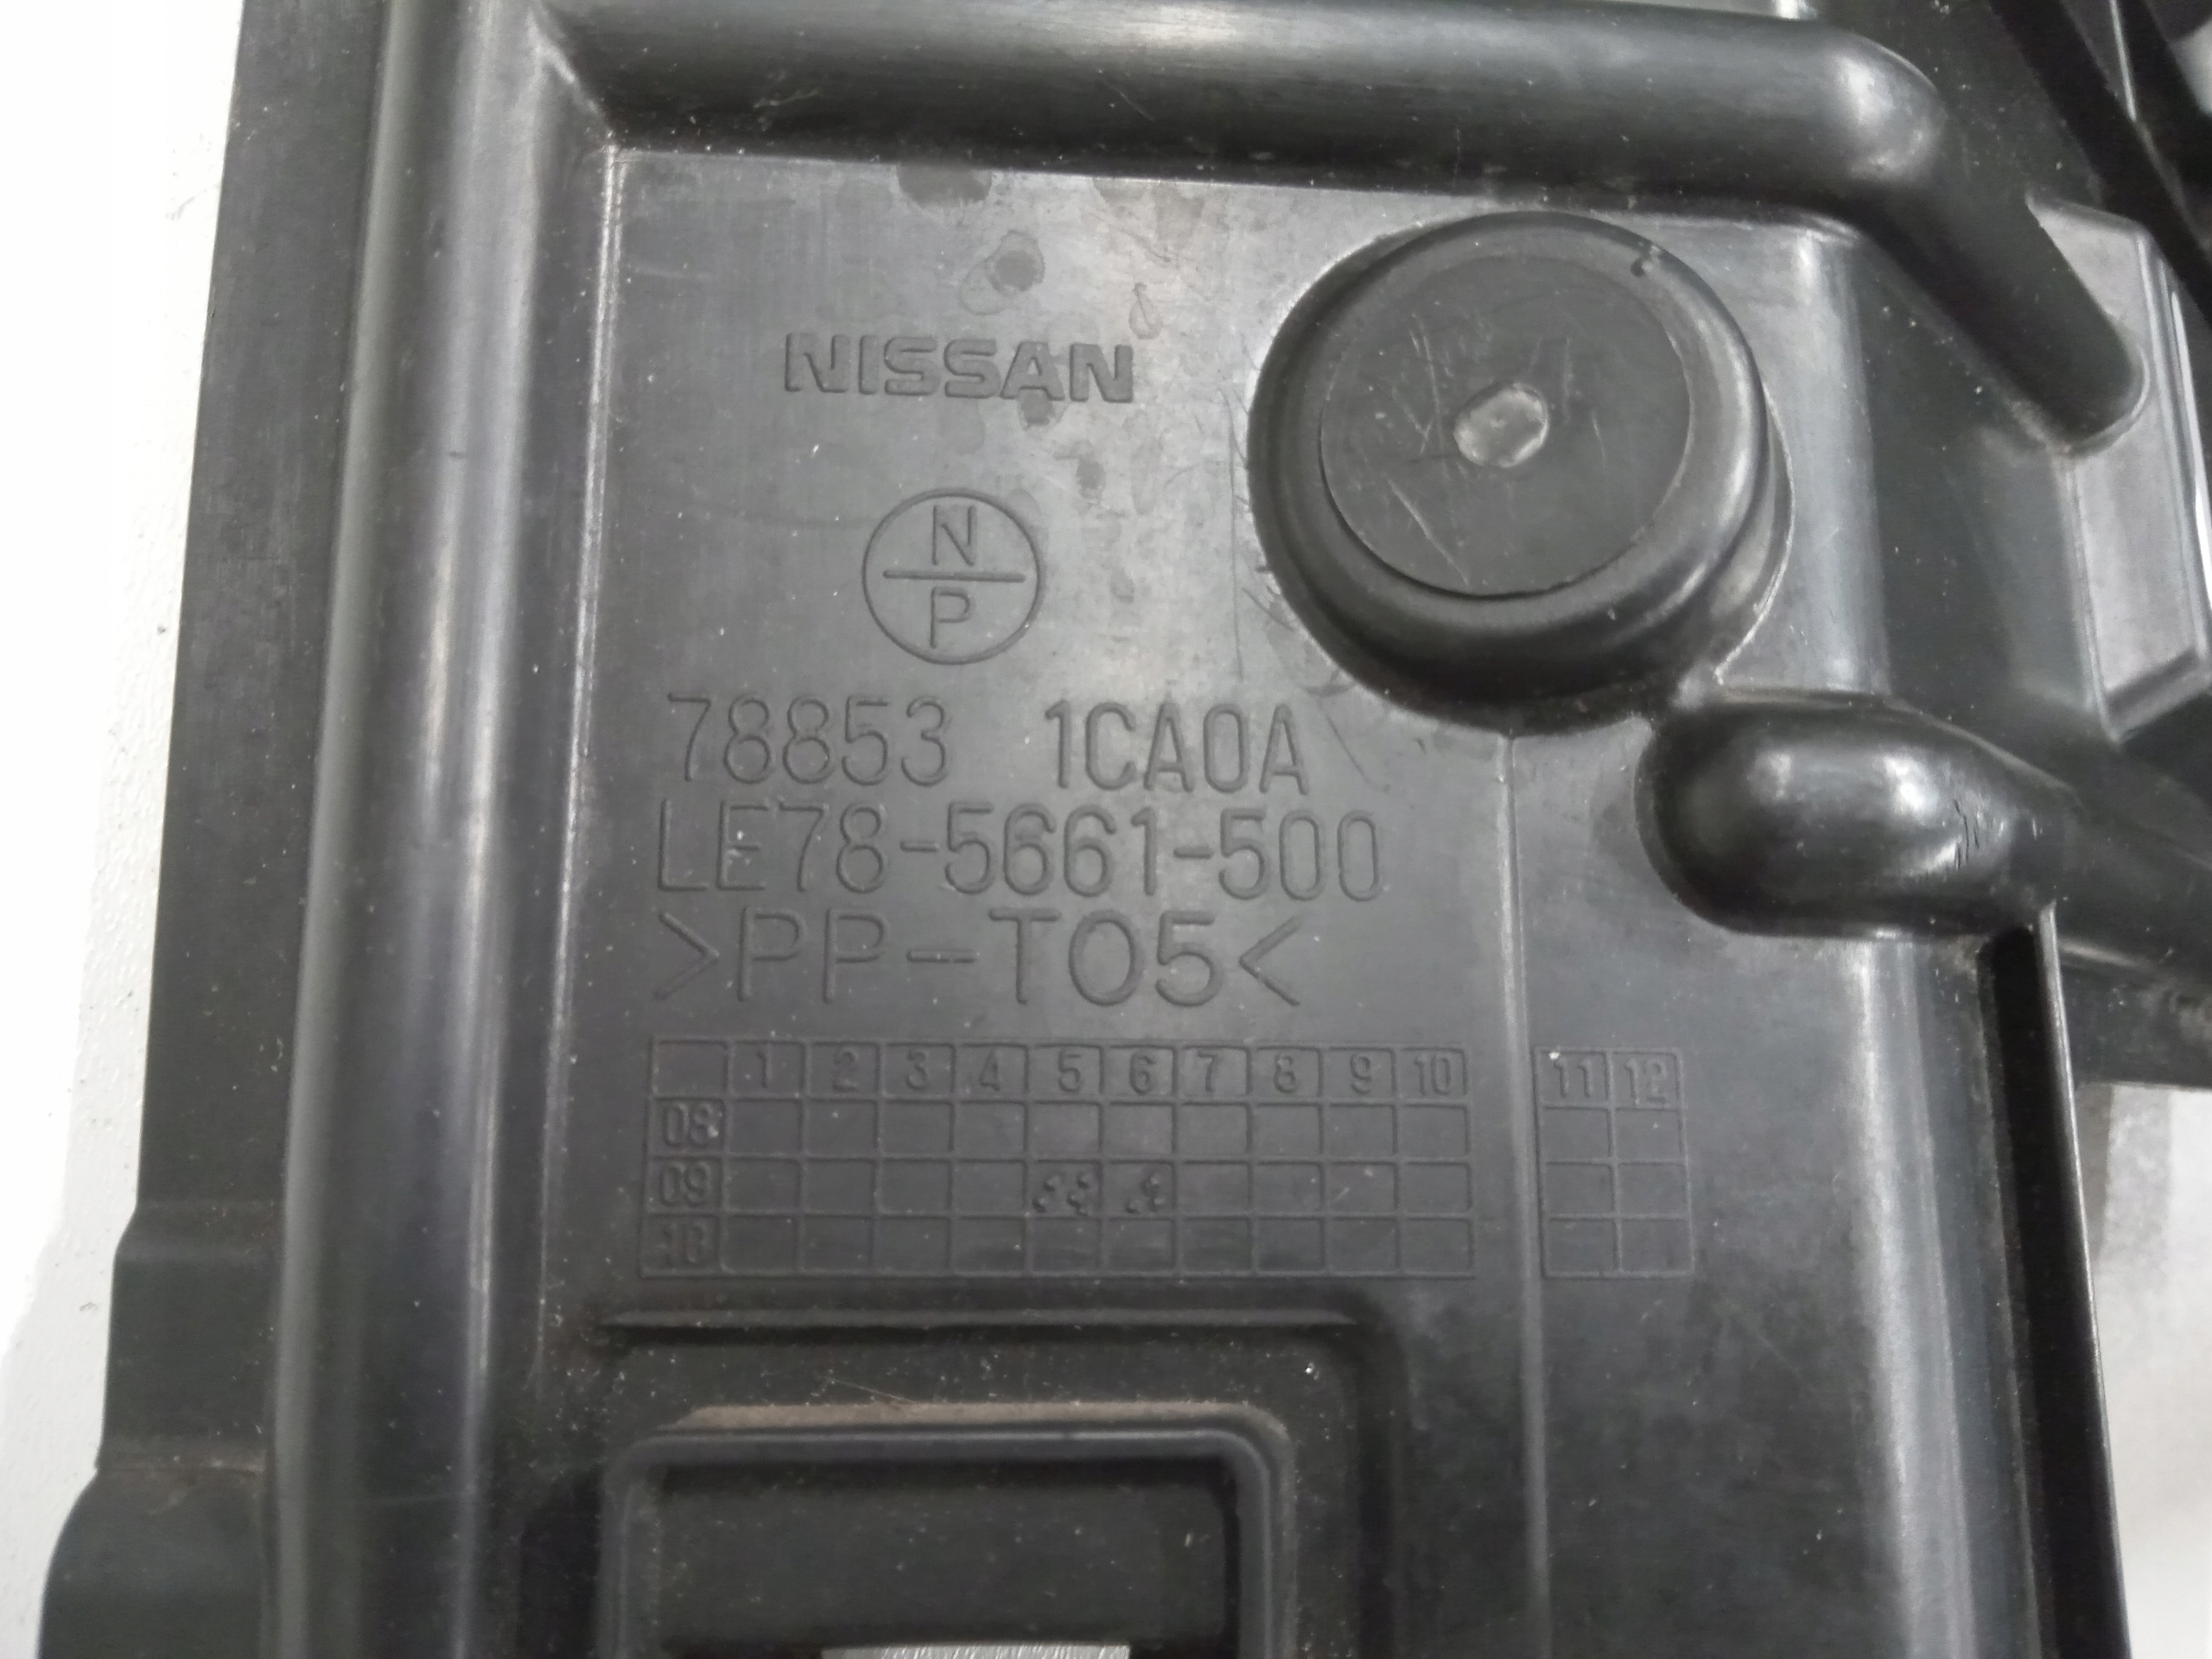 NISSAN
N
P
78853 1CA0A
LE78-5661-500
>PP-T05<
1 2 3 4 5 6 7 8 9 10 11 12
08
09
10